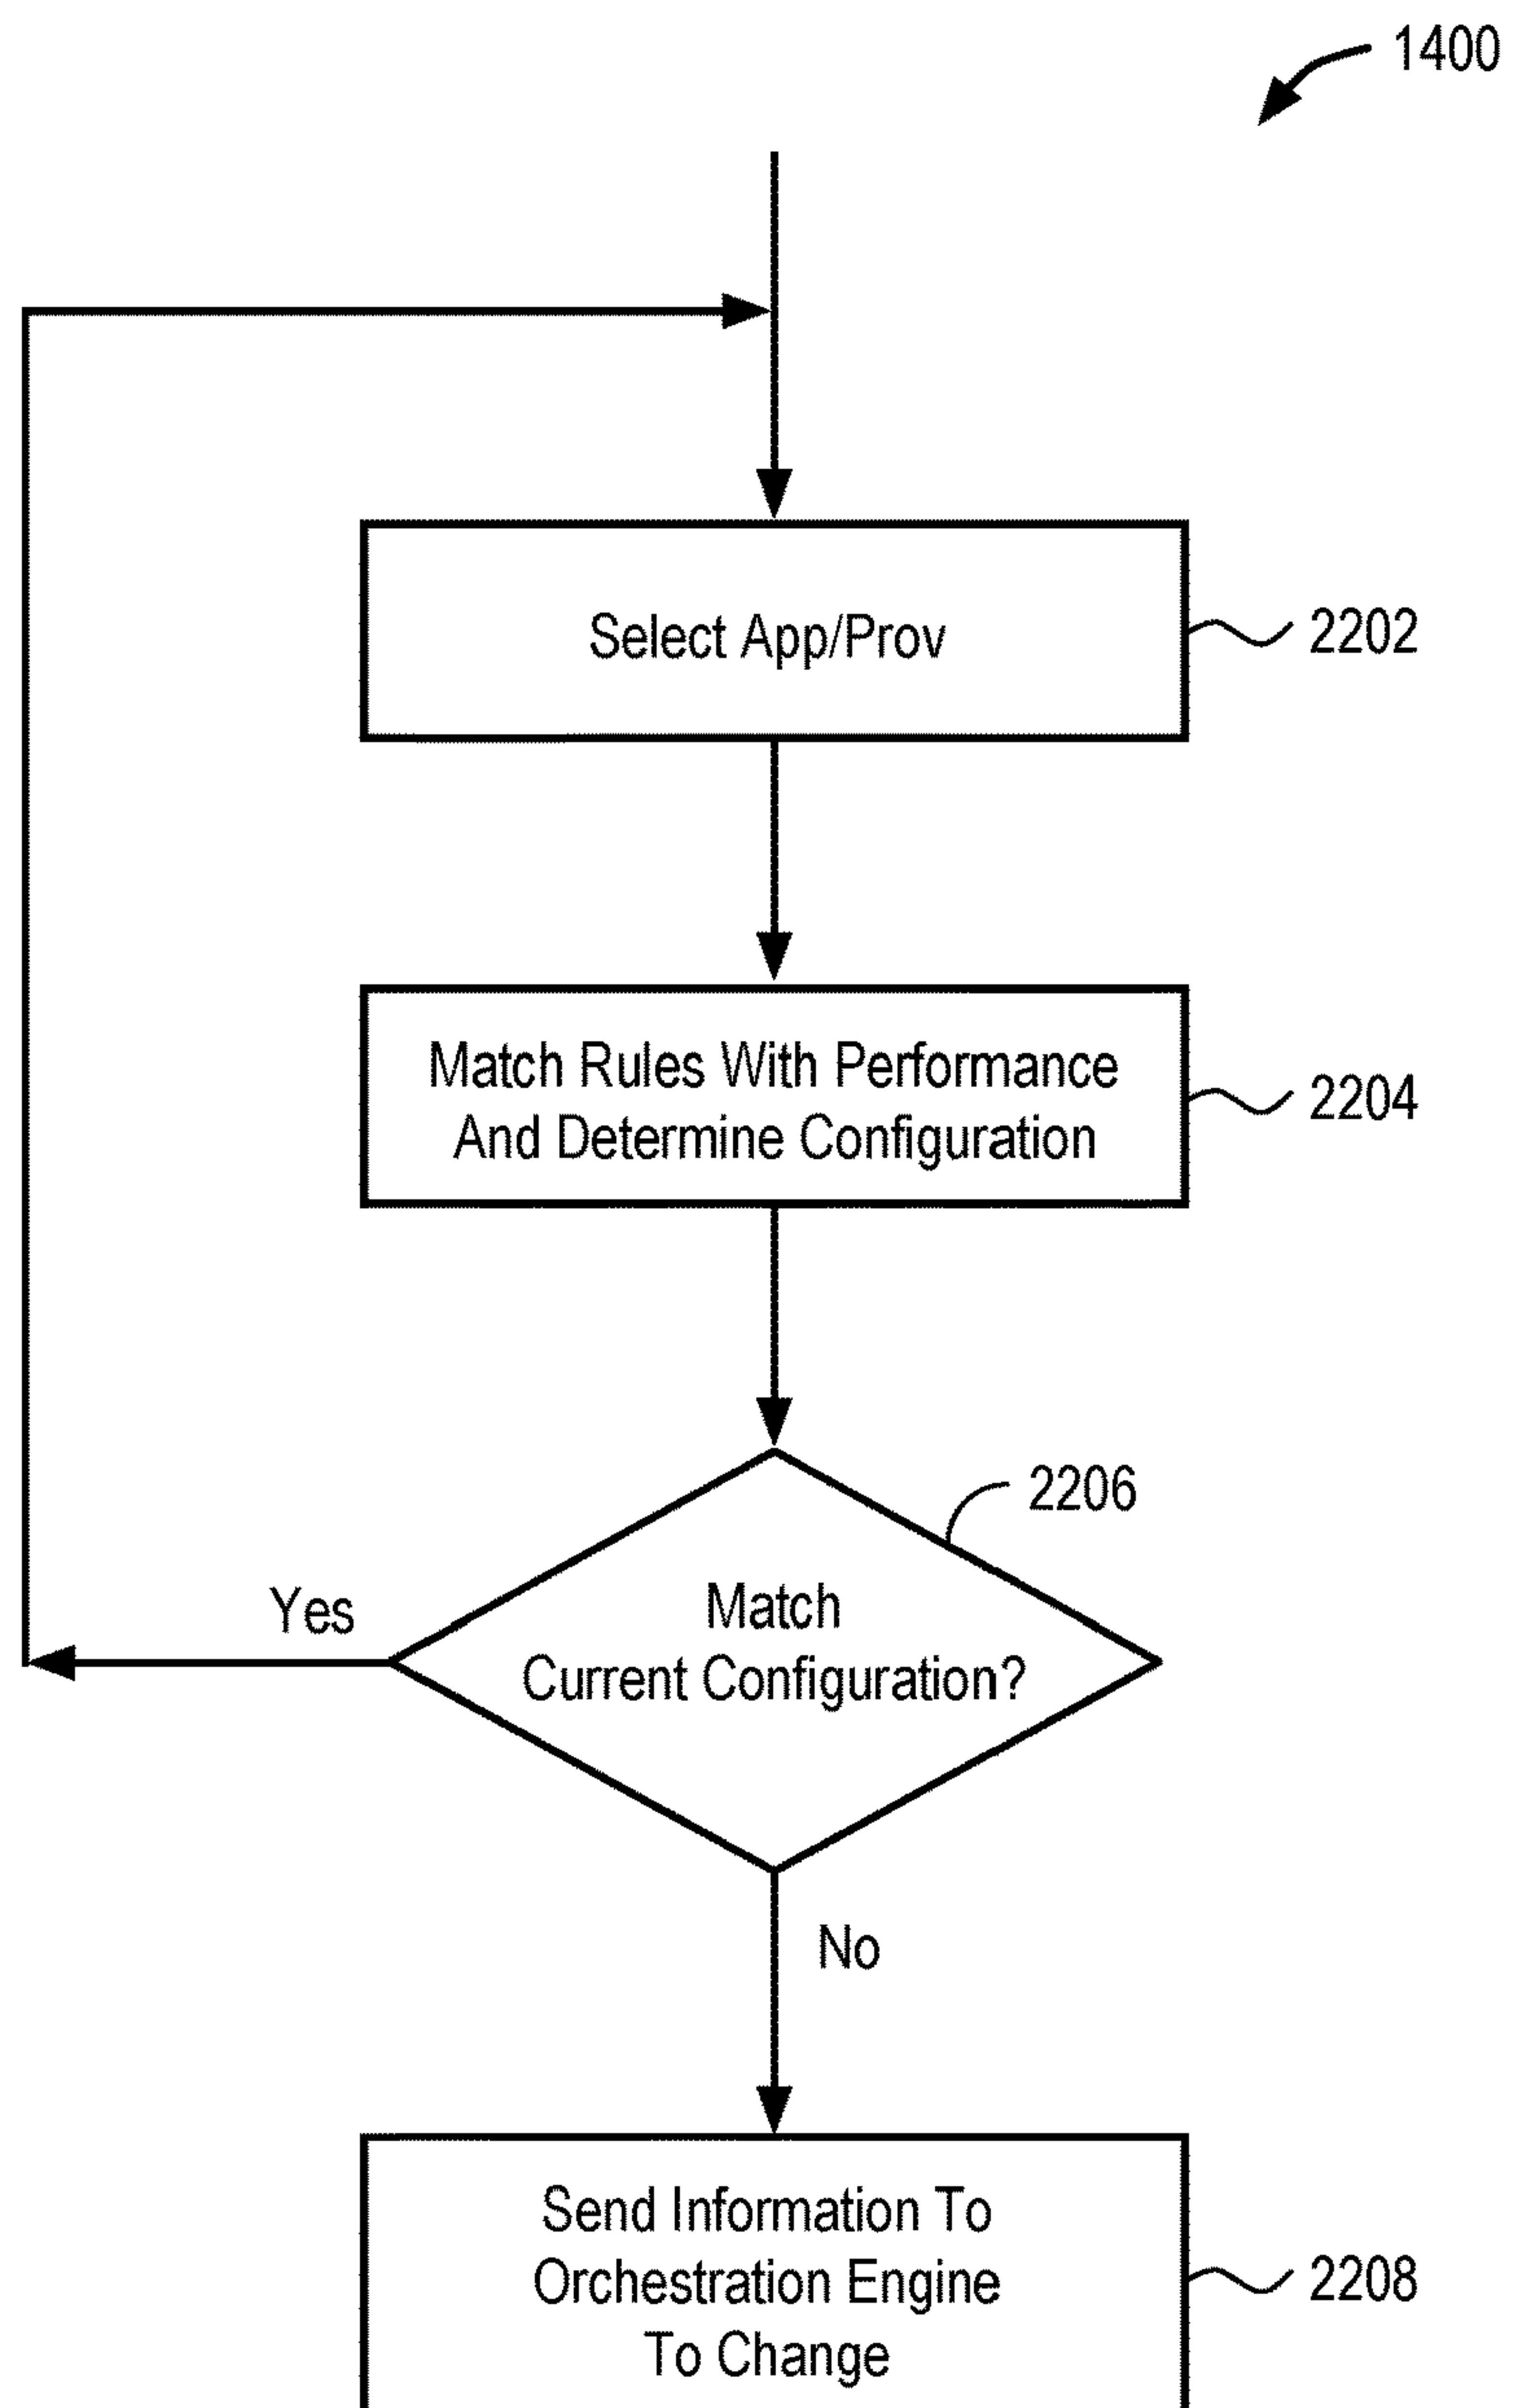 1400
Select App/Prov
2202
Match Rules With Performance
And Determine Configuration
2204
2206
Match
Current Configuration?
Yes
No
Send Information To
Orchestration Engine
To Change
2208